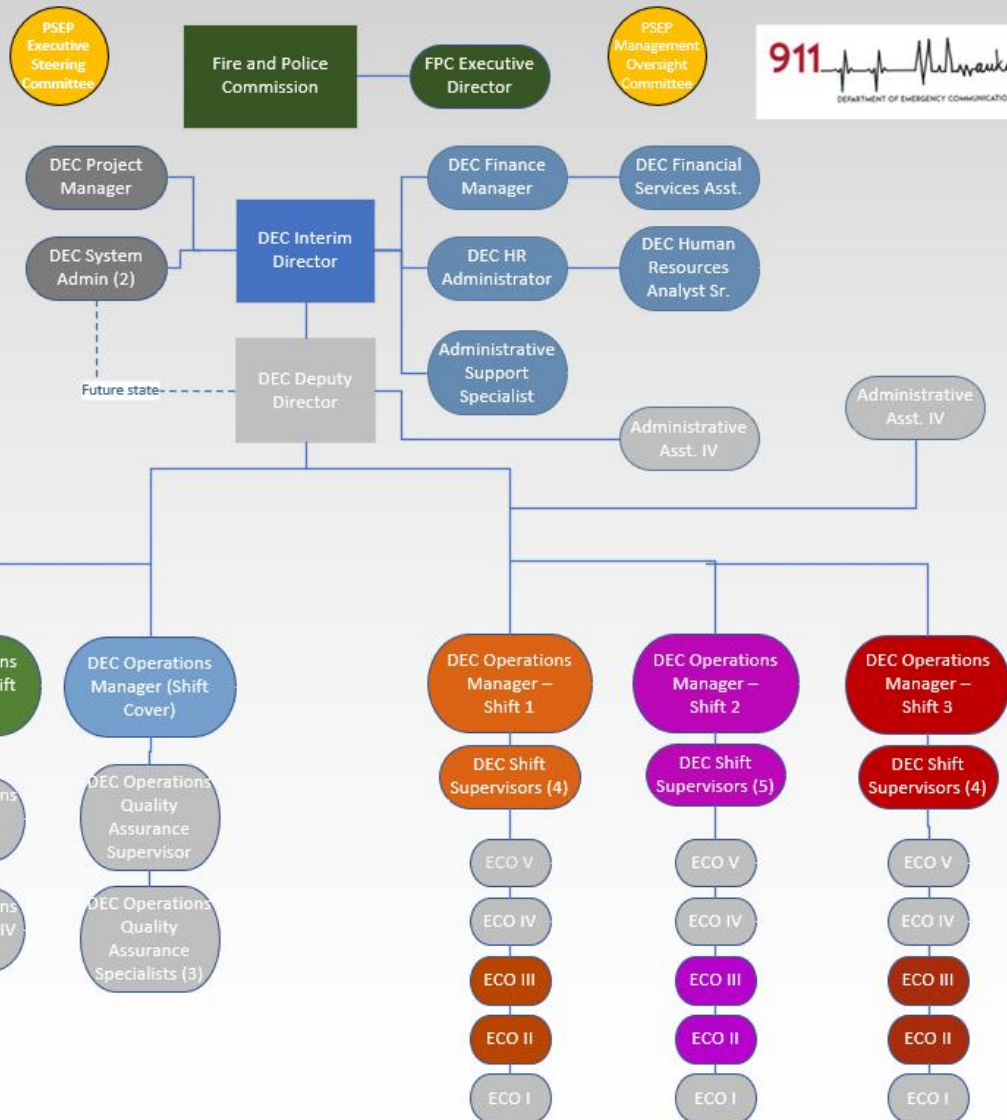 PSEP
Executive
Steering
Committee
Fire and Police
Commission
FPC Executive
Director
PSEP
Management
Oversight
Committee
911
DEPARTMENT OF EMERGENCY
DEC Project
Manager
DEC System
Admin (2)
DEC Interim
Director
DEC Finance
Manager
DEC Financial
Services Asst.
DEC HR
Administrator
DEC Human
Resources
Analyst Sr.
Administrative
Support
Specialist
Future state
DEC Deputy
Director
Administrative
Asst. IV
Administrative
Asst. IV
DEC Operations
Manager (Shift
Cover)
DEC Operations
Manager –
Shift 1
DEC Operations
Manager –
Shift 2
DEC Operations
Manager –
Shift 3
DEC Operations
Quality
Assurance
Supervisor
DEC Operations
Quality
Assurance
Specialists (3)
IV
DEC Shift
Supervisors (4)
ECO V
ECO IV
ECO III
ECO II
ECO I
DEC Shift
Supervisors (5)
ECO V
ECO IV
ECO III
ECO II
ECO I
DEC Shift
Supervisors (4)
ECO V
ECO IV
ECO III
ECO II
ECO I